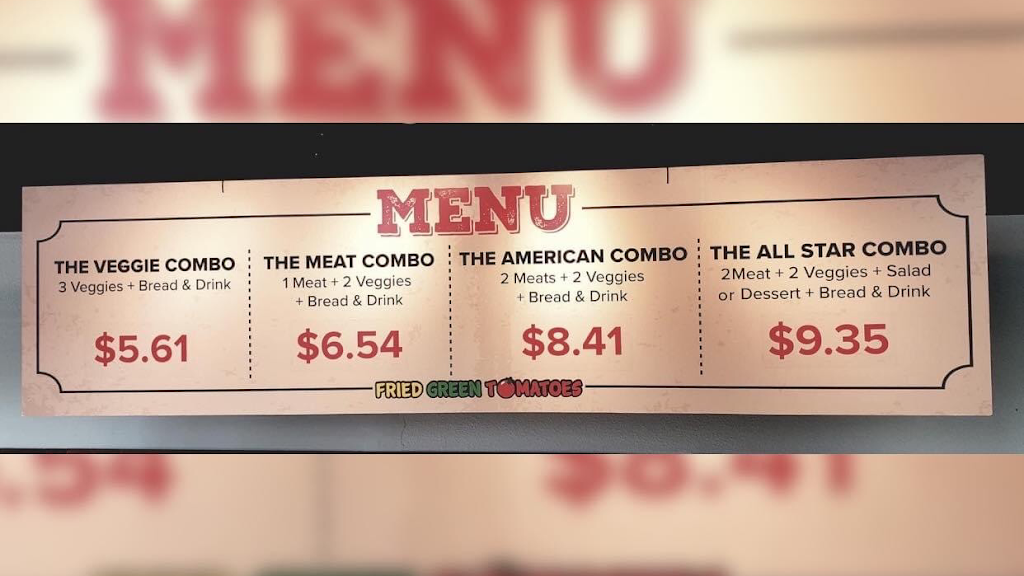 MENU
THE VEGGIE COMBO
3 Veggies + Bread & Drink
$5.61
THE MEAT COMBO
1 Meat + 2 Veggies
+ Bread & Drink
$6.54
THE AMERICAN COMBO
2 Meats + 2 Veggies
+ Bread & Drink
$8.41
THE ALL STAR COMBO
2Meat + 2 Veggies + Salad
or Dessert + Bread & Drink
$9.35
FRIED GREEN TOMATOES